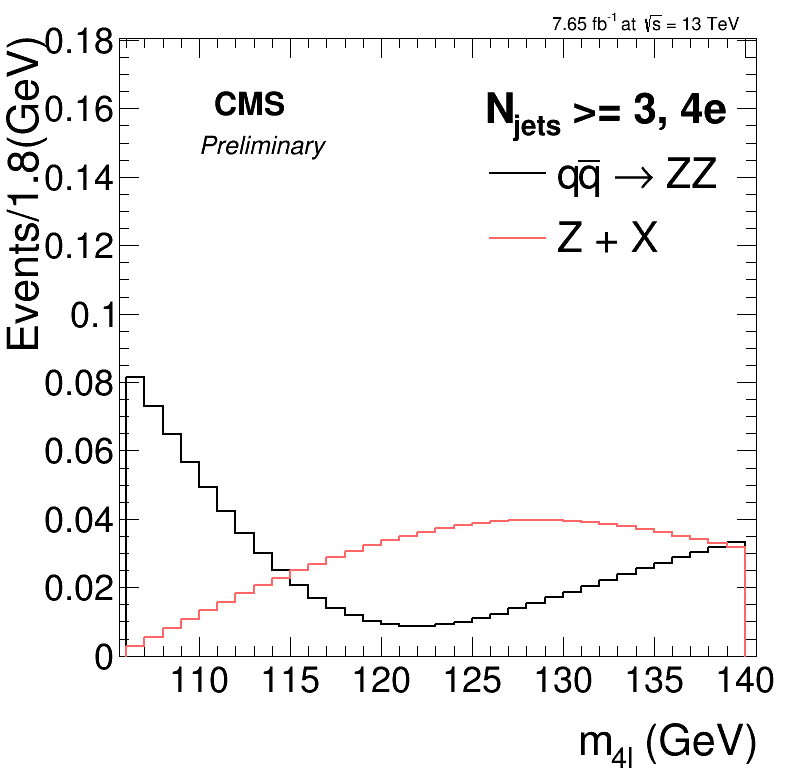 7.65 fb⁻¹ at √s = 13 TeV
CMS
Preliminary
N_jets >= 3, 4e
qq̅ → ZZ
Z + X
Events/1.8(GeV)
0.18
0.16
0.14
0.12
0.1
0.08
0.06
0.04
0.02
0
110 115 120 125 130 135 140
m_4l (GeV)